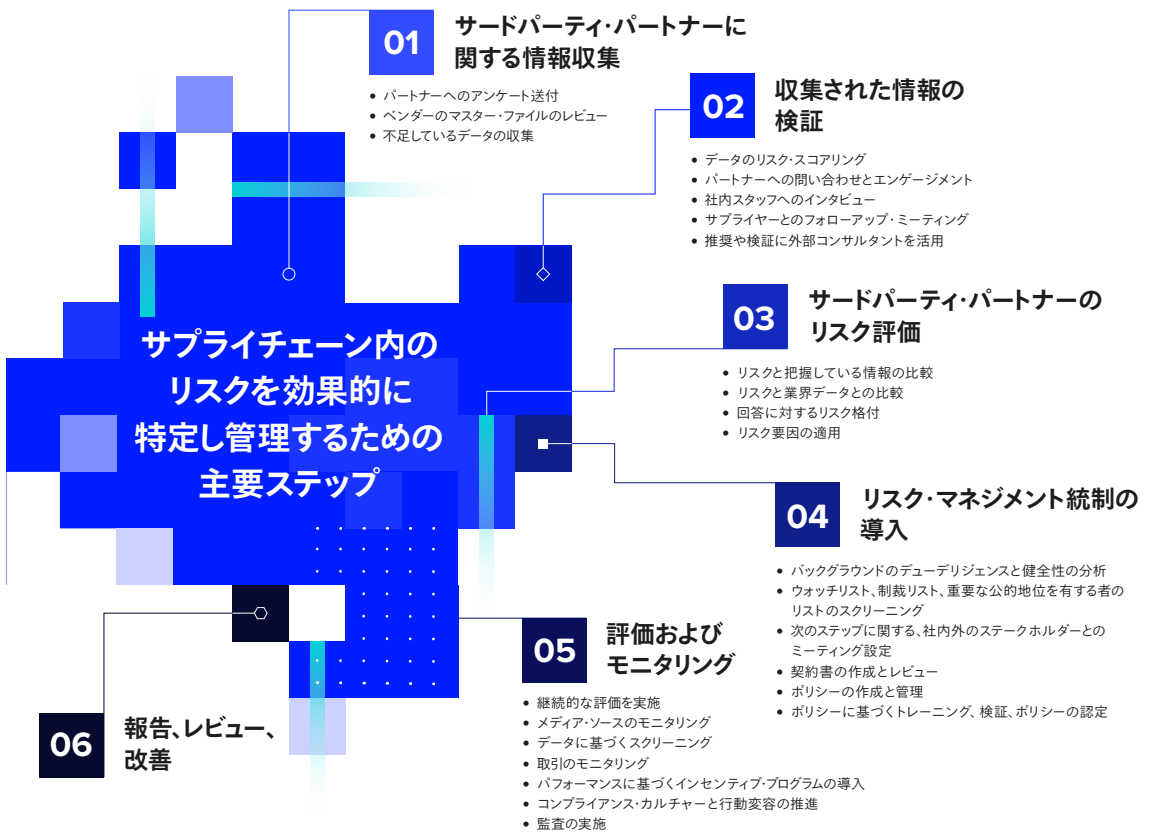 サプライチェーン内の
リスクを効果的に
特定し管理するための
主要ステップ
01
サードパーティ・パートナーに
関する情報収集
• パートナーへのアンケート送付
• ベンダーのマスター・ファイルのレビュー
• 不足しているデータの収集
02
収集された情報の
検証
• データのリスク・スコアリング
• パートナーへの問い合わせとエンゲージメント
• 社内スタッフへのインタビュー
• サプライヤーとのフォローアップ・ミーティング
• 推奨や検証に外部コンサルタントを活用
03
サードパーティ・パートナーの
リスク評価
• リスクと把握している情報の比較
• リスクと業界データとの比較
• 回答に対するリスク格付
• リスク要因の適用
04
リスク・マネジメント統制の
導入
• バックグラウンドのデューデリジェンスと健全性の分析
• ウォッチリスト、制裁リスト、重要な公的地位を有する者の
リストのスクリーニング
• 次のステップに関する、社内外のステークホルダーとの
ミーティング設定
• 契約書の作成とレビュー
• ポリシーの作成と管理
• ポリシーに基づくトレーニング、検証、ポリシーの認定
05
評価および
モニタリング
• 継続的な評価を実施
• メディア・ソースのモニタリング
• データに基づくスクリーニング
• 取引のモニタリング
• パフォーマンスに基づくインセンティブ・プログラムの導入
• コンプライアンス・カルチャーと行動変容の推進
• 監査の実施
06
報告、レビュー、
改善